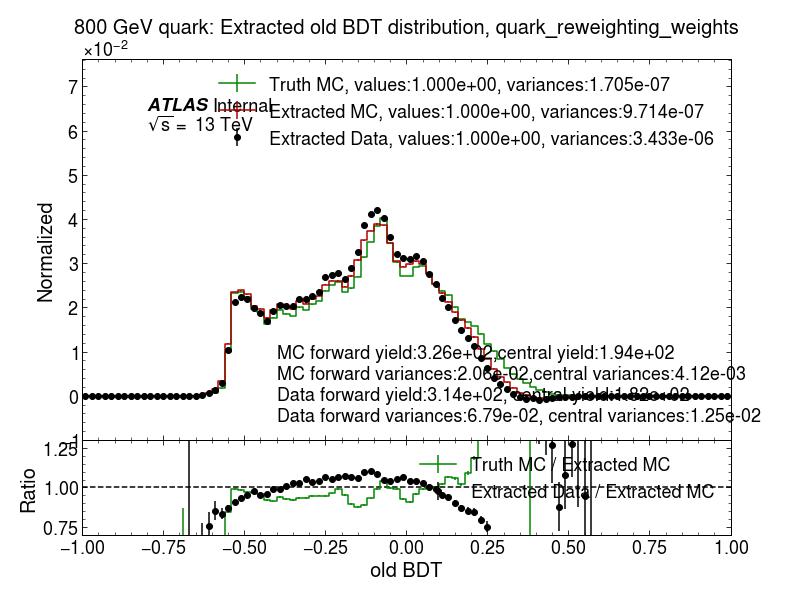 800 GeV quark: Extracted old BDT distribution, quark_reweighting_weights
×10⁻²
Truth MC, values:1.000e+00, variances:1.705e-07
ATLAS Internal
Extracted MC, values:1.000e+00, variances:9.714e-07
√s = 13 TeV
Extracted Data, values:1.000e+00, variances:3.433e-06
7
6
5
4
3
2
1
0
Normalized
MC forward yield:3.26e+02,central yield:1.94e+02
MC forward variances:2.06e-02,central variances:4.12e-03
Data forward yield:3.14e+02, central yield:1.82e+02
Data forward variances:6.79e-02, central variances:1.25e-02
1.25
1.00
0.75
Ratio
Truth MC / Extracted MC
Extracted Data / Extracted MC
−1.00 −0.75 −0.50 −0.25 0.00 0.25 0.50 0.75 1.00
old BDT